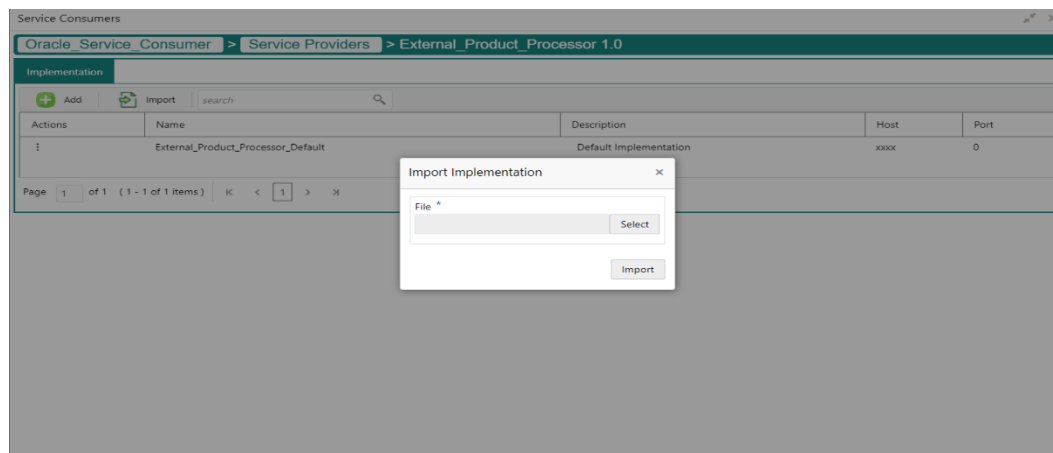 Service Consumers
Oracle_Service_Consumer > Service Providers > External_Product_Processor 1.0
Implementation
Add Import search
Actions Name Description Host Port
External_Product_Processor_Default Default Implementation xxxx 0
Page 1 of 1 (1 - 1 of 1 items) K < 1 > >|
Import Implementation ×
File *
Select
Import